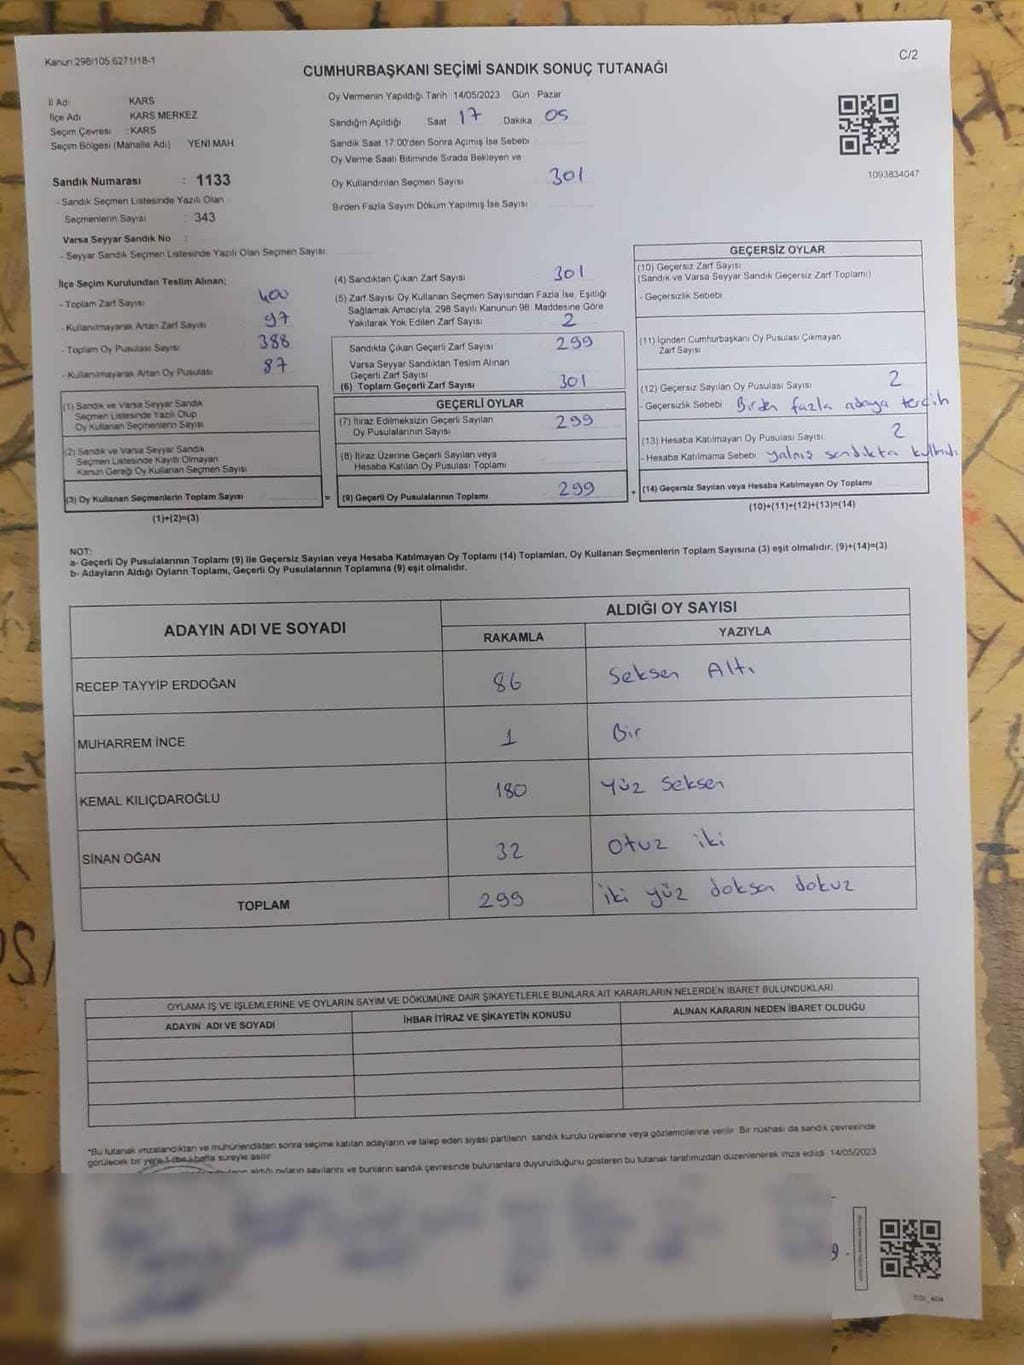 Kanun:298/105,6271/18-1
C/2
CUMHURBAŞKANI SEÇİMİ SANDIK SONUÇ TUTANAĞI
İl Adı KARS
İlçe Adı KARS MERKEZ
Seçim Çevresi :KARS
Seçim Bölgesi (Mahalle Adı) YENİ MAH
Sandık Numarası : 1133
- Sandık Seçmen Listesinde Yazılı Olan
Seçmenlerin Sayısı : 343
Varsa Seyyar Sandık No :
- Seyyar Sandık Seçmen Listesinde Yazılı Olan Seçmen Sayısı
Oy Vermenin Yapıldığı Tarih 14/05/2023 Gün Pazar
Sandığın Açıldığı Saat 17 Dakika 05
Sandık Saat 17:00'den Sonra Açımış İse Sebebi
Oy Verme Saati Bitiminde Sırada Bekleyen ve
Oy Kullandırılan Seçmen Sayısı 301
Birden Fazla Sayım Döküm Yapılmış İse Sayısı
1093834047
İlçe Seçim Kurulundan Teslim Alınan;
- Toplam Zarf Sayısı 400
- Kullanılmayarak Artan Zarf Sayısı 97
- Toplam Oy Pusulası Sayısı 388
- Kullanılmayarak Artan Oy Pusulası 87
(1) Sandık ve Varsa Seyyar Sandık
Seçmen Listesinde Yazılı Olup
Oy Kullanan Seçmenlerin Sayısı
(2) Sandık ve Varsa Seyyar Sandık
Seçmen Listesinde Kayıtlı Olmayan
Kanun Gereği Oy Kullanan Seçmen Sayısı
(3) Oy Kullanan Seçmenlerin Toplam Sayısı
(1)+(2)=(3)
(4) Sandıktan Çıkan Zarf Sayısı 301
(5) Zarf Sayısı Oy Kullanan Seçmen Sayısından Fazla İse, Eşitliği
Sağlamak Amacıyla, 298 Sayılı Kanunun 98. Maddesine Göre
Yakılarak Yok Edilen Zarf Sayısı 2
Sandıkta Çıkan Geçerli Zarf Sayısı 299
Varsa Seyyar Sandıktan Teslim Alınan
Geçerli Zarf Sayısı
(6) Toplam Geçerli Zarf Sayısı 301
GEÇERLİ OYLAR
(7) İtiraz Edilmeksizin Geçerli Sayılan
Oy Pusulalarının Sayısı 299
(8) İtiraz Üzerine Geçerli Sayılan veya
Hesaba Katılan Oy Pusulası Toplamı
= (9) Geçerli Oy Pusulalarının Toplamı 299
GEÇERSİZ OYLAR
(10) Geçersiz Zarf Sayısı
(Sandık ve Varsa Seyyar Sandık Geçersiz Zarf Toplamı)
- Geçersizlik Sebebi
(11) İçinden Cumhurbaşkanı Oy Pusulası Çıkmayan
Zarf Sayısı
(12) Geçersiz Sayılan Oy Pusulası Sayısı 2
- Geçersizlik Sebebi Birden fazla adaya tercih
(13) Hesaba Katılmayan Oy Pusulası Sayısı 2
- Hesaba Katılmama Sebebi yalnış sandıkta
+ (14) Geçersiz Sayılan veya Hesaba Katılmayan Oy Toplamı
(10)+(11)+(12)+(13)=(14)
NOT:
a- Geçerli Oy Pusulalarının Toplamı (9) ile Geçersiz Sayılan veya Hesaba Katılmayan Oy Toplamı (14) Toplamları, Oy Kullanan Seçmenlerin Toplam Sayısına (3) eşit olmalıdır. (9)+(14)=(3)
b- Adayların Aldığı Oyların Toplamı, Geçerli Oy Pusulalarının Toplamına (9) eşit olmalıdır.
ADAYIN ADI VE SOYADI
ALDIĞI OY SAYISI
RAKAMLA YAZIYLA
RECEP TAYYİP ERDOĞAN 86 Seksen Altı
MUHARREM İNCE 1 Bir
KEMAL KILIÇDAROĞLU 180 Yüz Seksen
SİNAN OĞAN 32 Otuz iki
TOPLAM 299 iki yüz doksan dokuz
OYLAMA İŞ VE İŞLEMLERİNE VE OYLARIN SAYIM VE DÖKÜMÜNE DAİR ŞİKAYETLERLE BUNLARA AİT KARARLARIN NELERDEN İBARET BULUNDUKLARI
ADAYIN ADI VE SOYADI İHBAR İTİRAZ VE ŞİKAYETİN KONUSU ALINAN KARARIN NEDEN İBARET OLDUĞU
*Bu tutanak imzalandıktan ve mühürlendikten sonra seçime katılan adayların ve talep eden siyasi partilerin sandık kurulu üyelerine veya gözlemcilerine verilir. Bir nüshası da sandık çevresinde
görülecek bir yere 1 (bir) hafta süreyle asılır.
aldığı oyların sayılarını ve bunların sandık çevresinde bulunanlara duyurulduğunu gösteren bu tutanak tarafımızdan düzenlenerek imza edildi. 14/05/2023